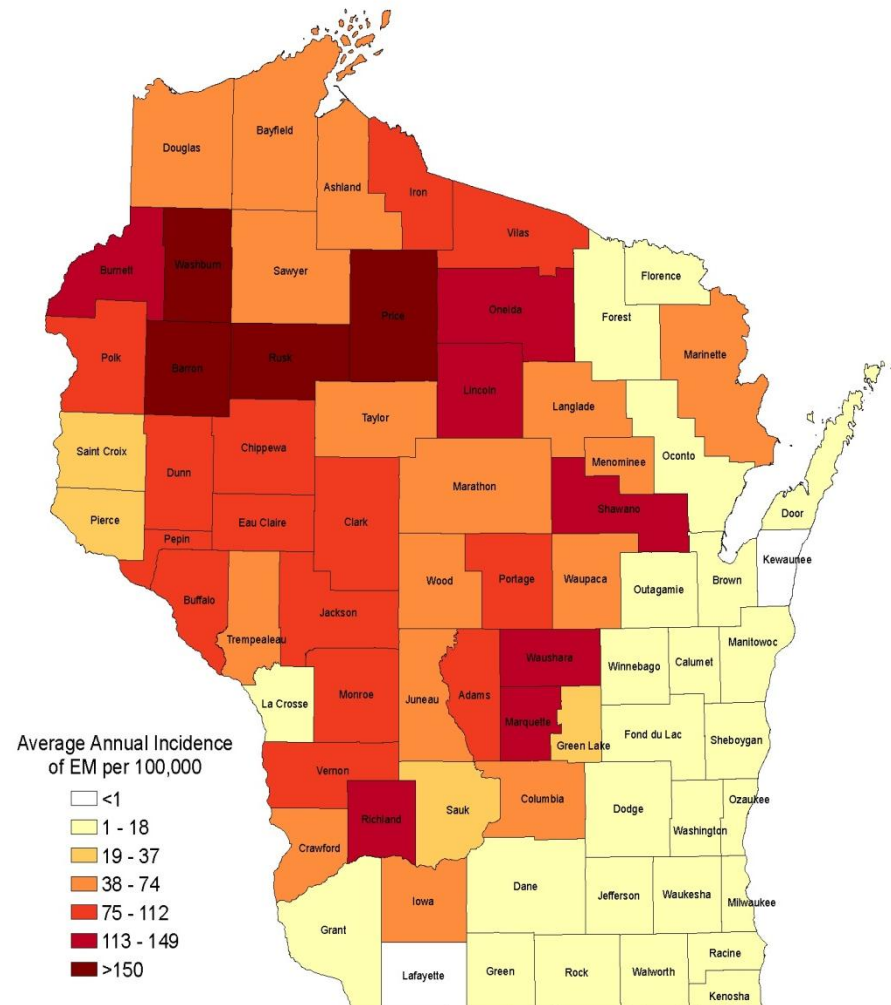 Douglas
Bayfield
Ashland
Iron
Vilas
Burnett
Washburn
Sawyer
Price
Oneida
Forest
Florence
Marinette
Polk
Barron
Rusk
Lincoln
Langlade
Taylor
Oconto
Saint Croix
Dunn
Chippewa
Marathon
Menominee
Shawano
Door
Pierce
Pepin
Eau Claire
Clark
Kewaunee
Buffalo
Trempealeau
Jackson
Wood
Portage
Waupaca
Outagamie
Brown
La Crosse
Monroe
Juneau
Adams
Waushara
Marquette
Green Lake
Winnebago
Calumet
Manitowoc
Fond du Lac
Sheboygan
Vernon
Richland
Sauk
Columbia
Dodge
Washington
Ozaukee
Crawford
Grant
Iowa
Dane
Jefferson
Waukesha
Milwaukee
Lafayette
Green
Rock
Walworth
Racine
Kenosha
Average Annual Incidence
of EM per 100,000
<1
1 - 18
19 - 37
38 - 74
75 - 112
113 - 149
>150